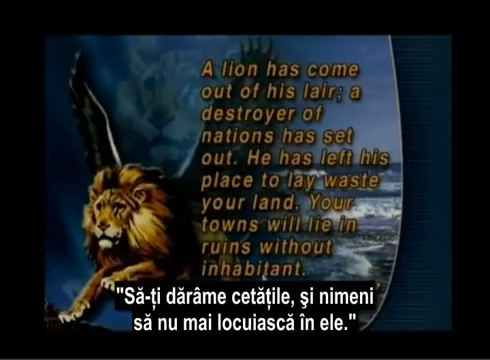 A lion has come
out of his lair; a
destroyer of
nations has set
out. He has left his
place to lay waste
your land. Your
towns will lie in
ruins without
inhabitant.
"Să-ți dărâme cetățile, şi nimeni
să nu mai locuiască în ele."